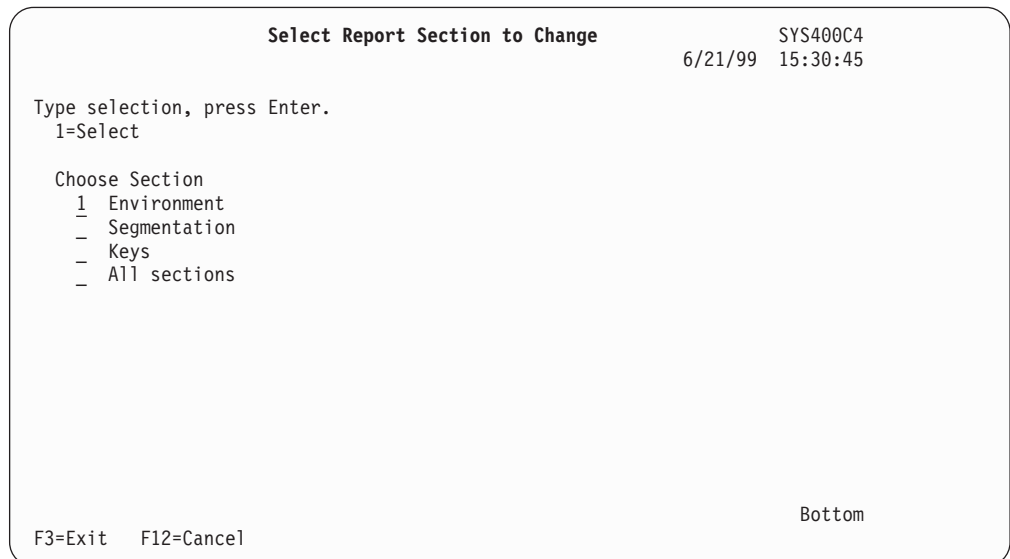 Select Report Section to Change SYS400C4
6/21/99 15:30:45
Type selection, press Enter.
1=Select
Choose Section
1 Environment
_ Segmentation
_ Keys
_ All sections
Bottom
F3=Exit F12=Cancel